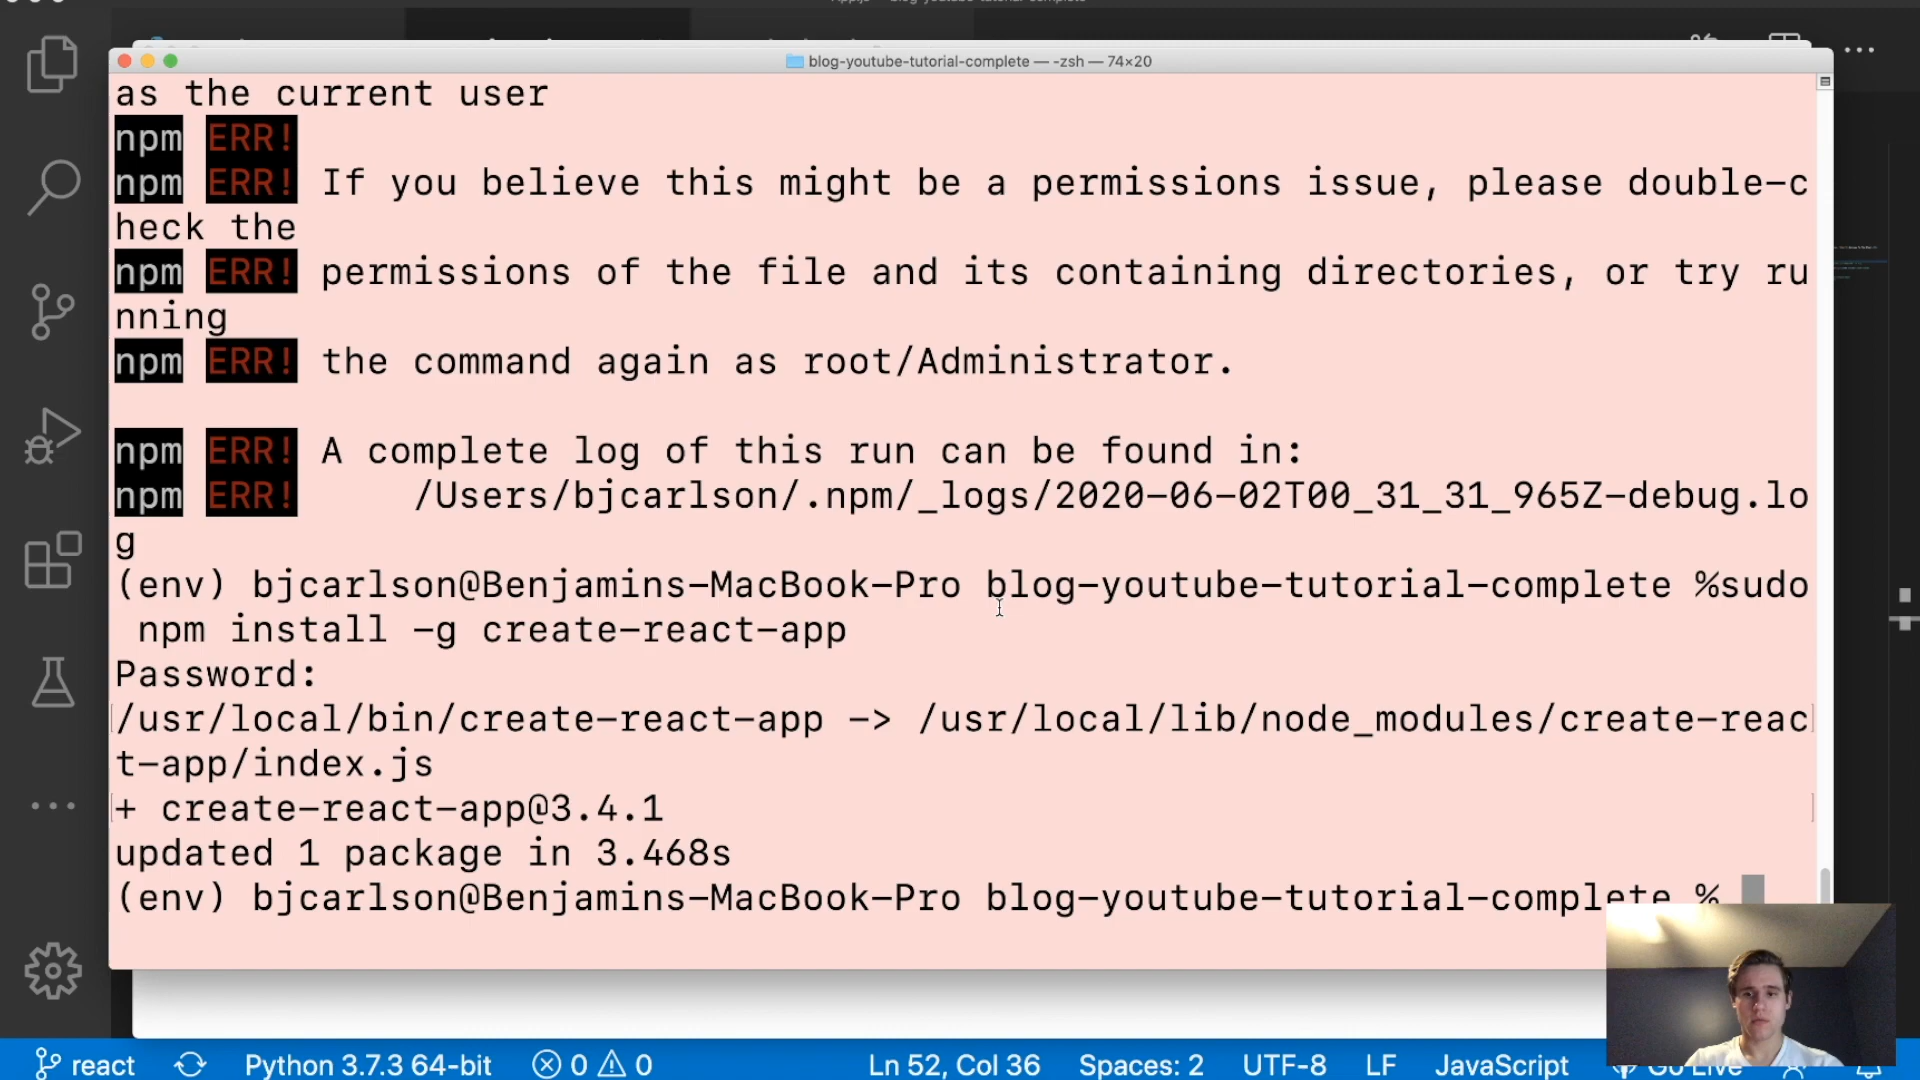 blog-youtube-tutorial-complete — -zsh — 74×20
as the current user
npm ERR!
npm ERR! If you believe this might be a permissions issue, please double-c
heck the
npm ERR! permissions of the file and its containing directories, or try ru
nning
npm ERR! the command again as root/Administrator.
npm ERR! A complete log of this run can be found in:
npm ERR!     /Users/bjcarlson/.npm/_logs/2020-06-02T00_31_31_965Z-debug.lo
g
(env) bjcarlson@Benjamins-MacBook-Pro blog-youtube-tutorial-complete %sudo
npm install -g create-react-app
Password:
/usr/local/bin/create-react-app -> /usr/local/lib/node_modules/create-reac
t-app/index.js
+ create-react-app@3.4.1
updated 1 package in 3.468s
(env) bjcarlson@Benjamins-MacBook-Pro blog-youtube-tutorial-complete %
react Python 3.7.3 64-bit 0 0 Ln 52, Col 36 Spaces: 2 UTF-8 LF JavaScript Go Live